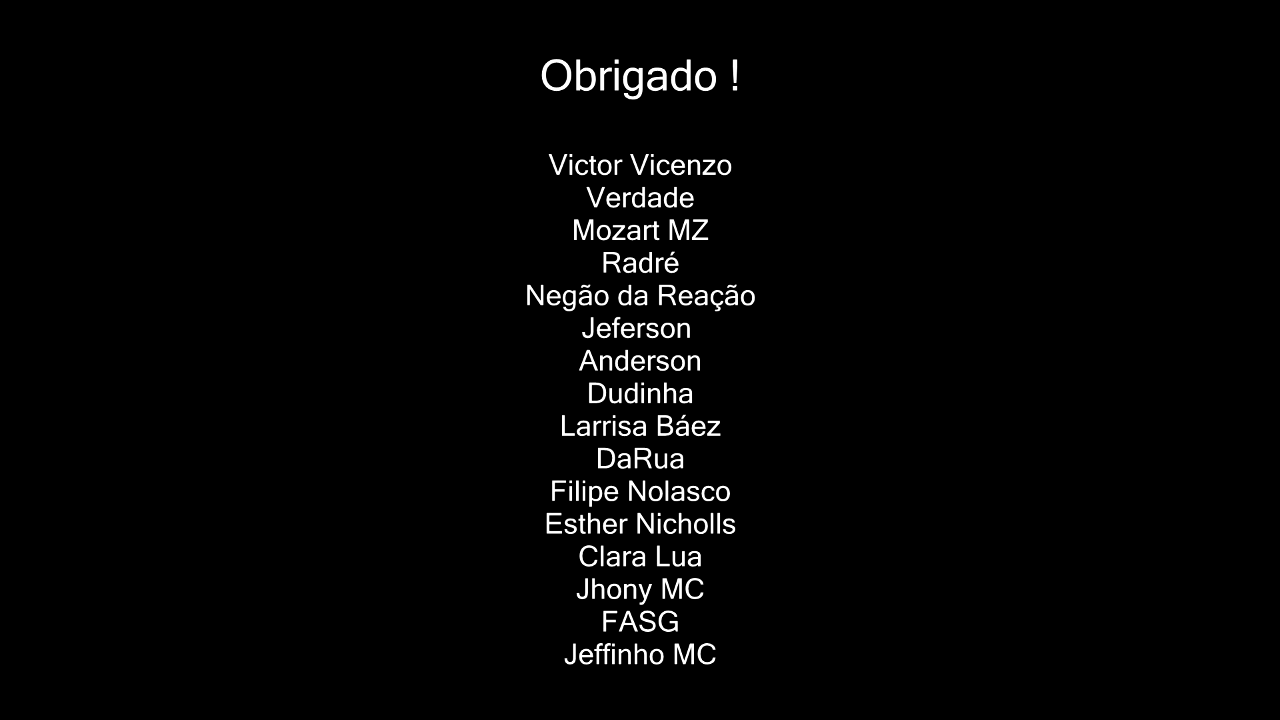 Obrigado !
Victor Vicenzo
Verdade
Mozart MZ
Radré
Negão da Reação
Jeferson
Anderson
Dudinha
Larrisa Báez
DaRua
Filipe Nolasco
Esther Nicholls
Clara Lua
Jhony MC
FASG
Jeffinho MC